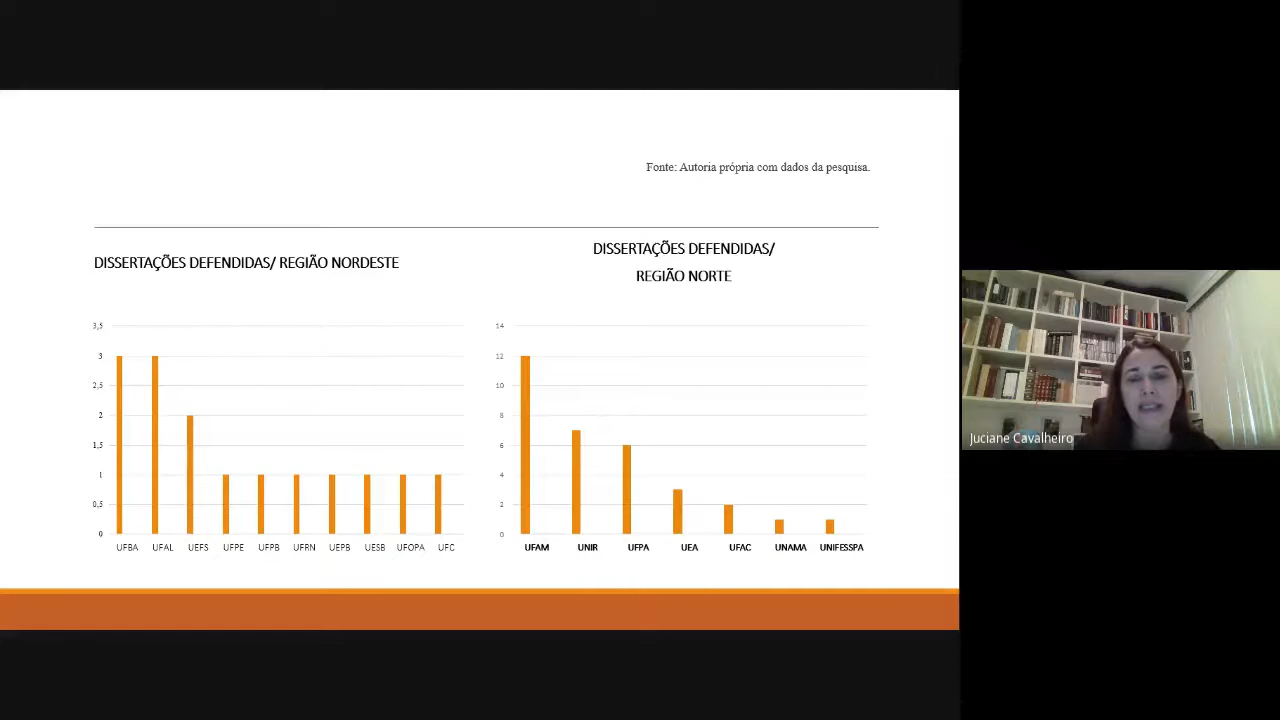 Fonte: Autoria própria com dados da pesquisa.
DISSERTAÇÕES DEFENDIDAS/ REGIÃO NORDESTE
3,5
3
2,5
2
1,5
1
0,5
0
UFBA UFAL UEFS UFPE UFPB UFRN UEPB UESB UFOPA UFC
DISSERTAÇÕES DEFENDIDAS/
REGIÃO NORTE
14
12
10
8
6
4
2
0
UFAM UNIR UFPA UEA UFAC UNAMA UNIFESSPA
Juciane Cavalheiro